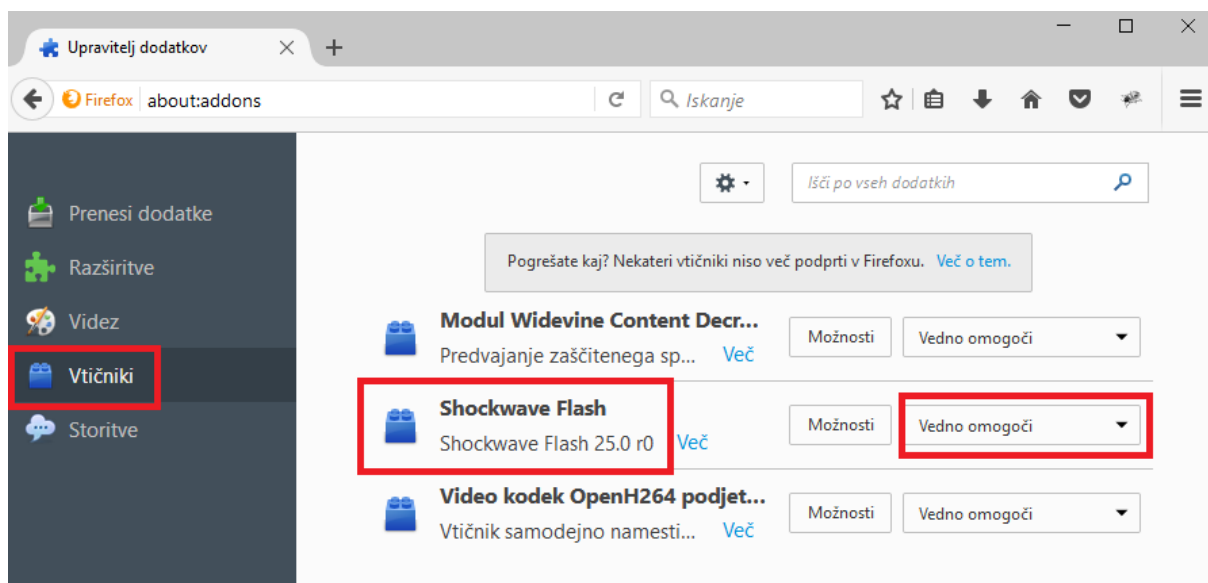 Upravitelj dodatkov
Firefox about:addons
Iskanje
Išči po vseh dodatkih
Prenesi dodatke
Razširitve
Videz
Vtičniki
Storitve
Pogrešate kaj? Nekateri vtičniki niso več podprti v Firefoxu. Več o tem.
Modul Widevine Content Decr...
Predvajanje zaščitenega sp... Več
Možnosti
Vedno omogoči
Shockwave Flash
Shockwave Flash 25.0 r0 Več
Možnosti
Vedno omogoči
Video kodek OpenH264 podjet...
Vtičnik samodejno namesti... Več
Možnosti
Vedno omogoči